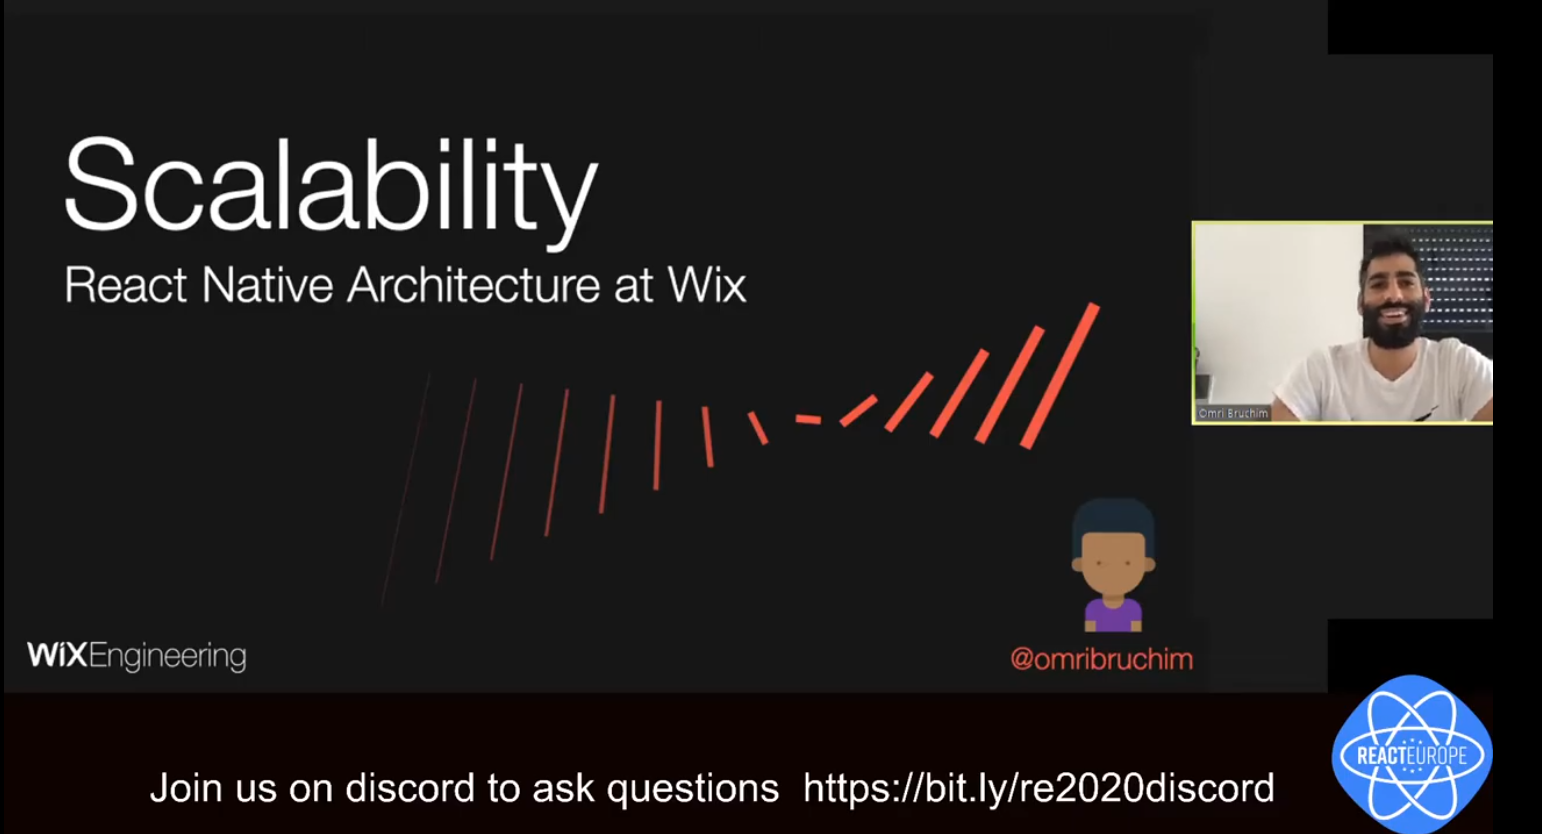 Scalability
React Native Architecture at Wix
Omri Bruchim
WiXEngineering
@omribruchim
REACTEUROPE
Join us on discord to ask questions https://bit.ly/re2020discord